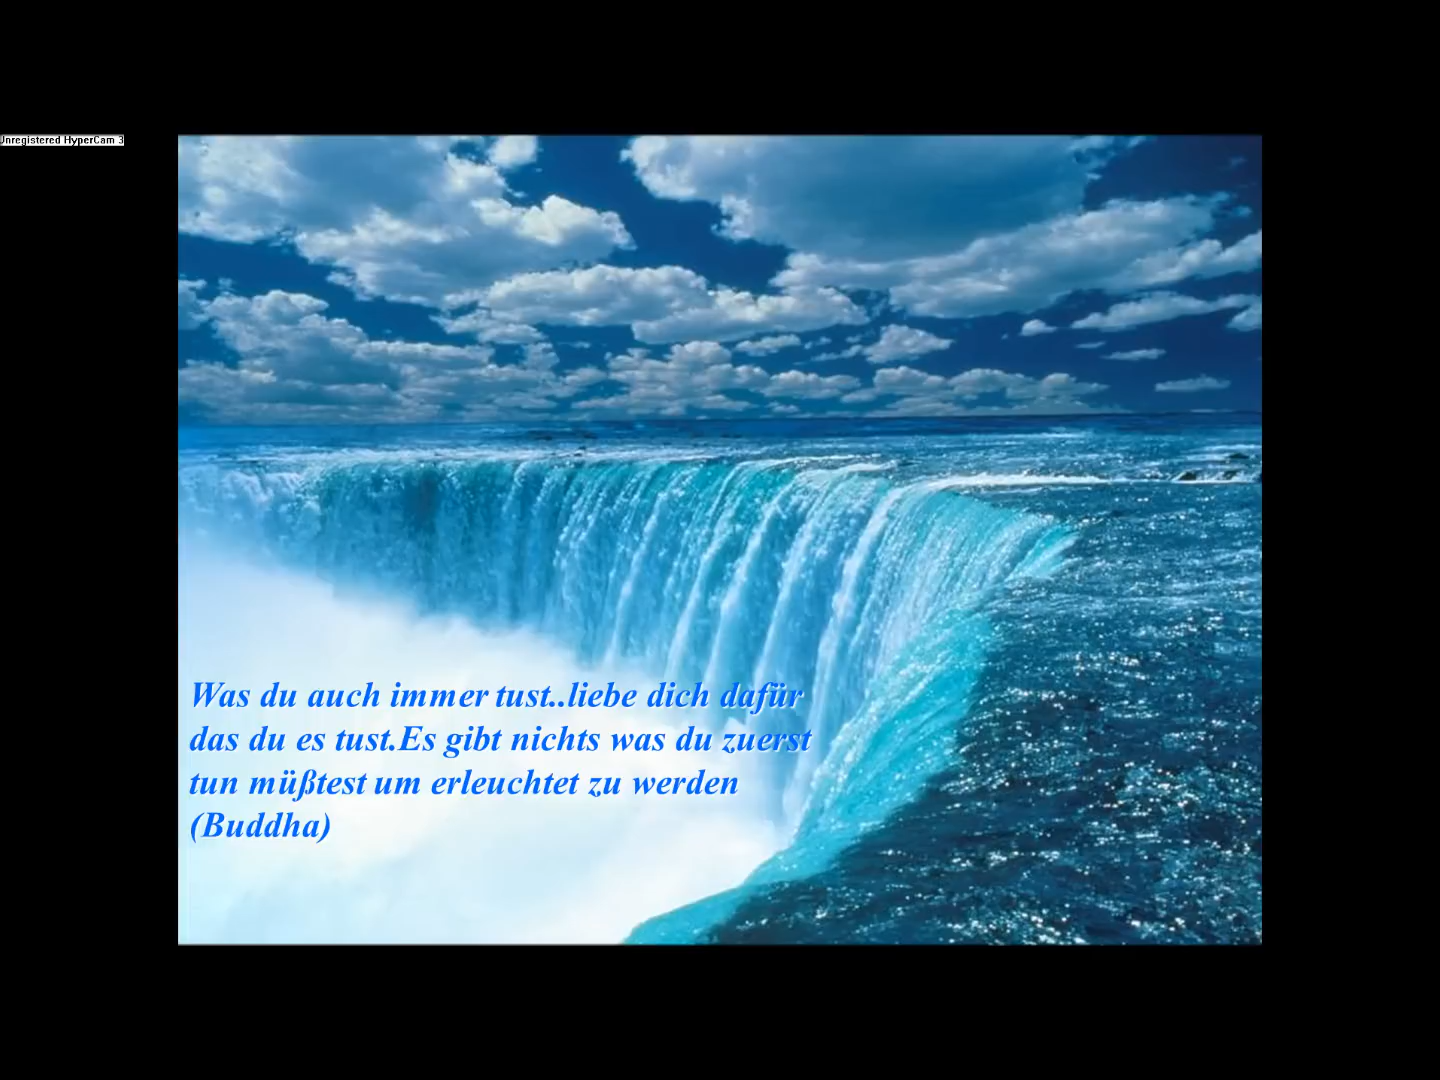 Unregistered HyperCam 3
Was du auch immer tust..liebe dich dafür
das du es tust.Es gibt nichts was du zuerst
tun müßtest um erleuchtet zu werden
(Buddha)